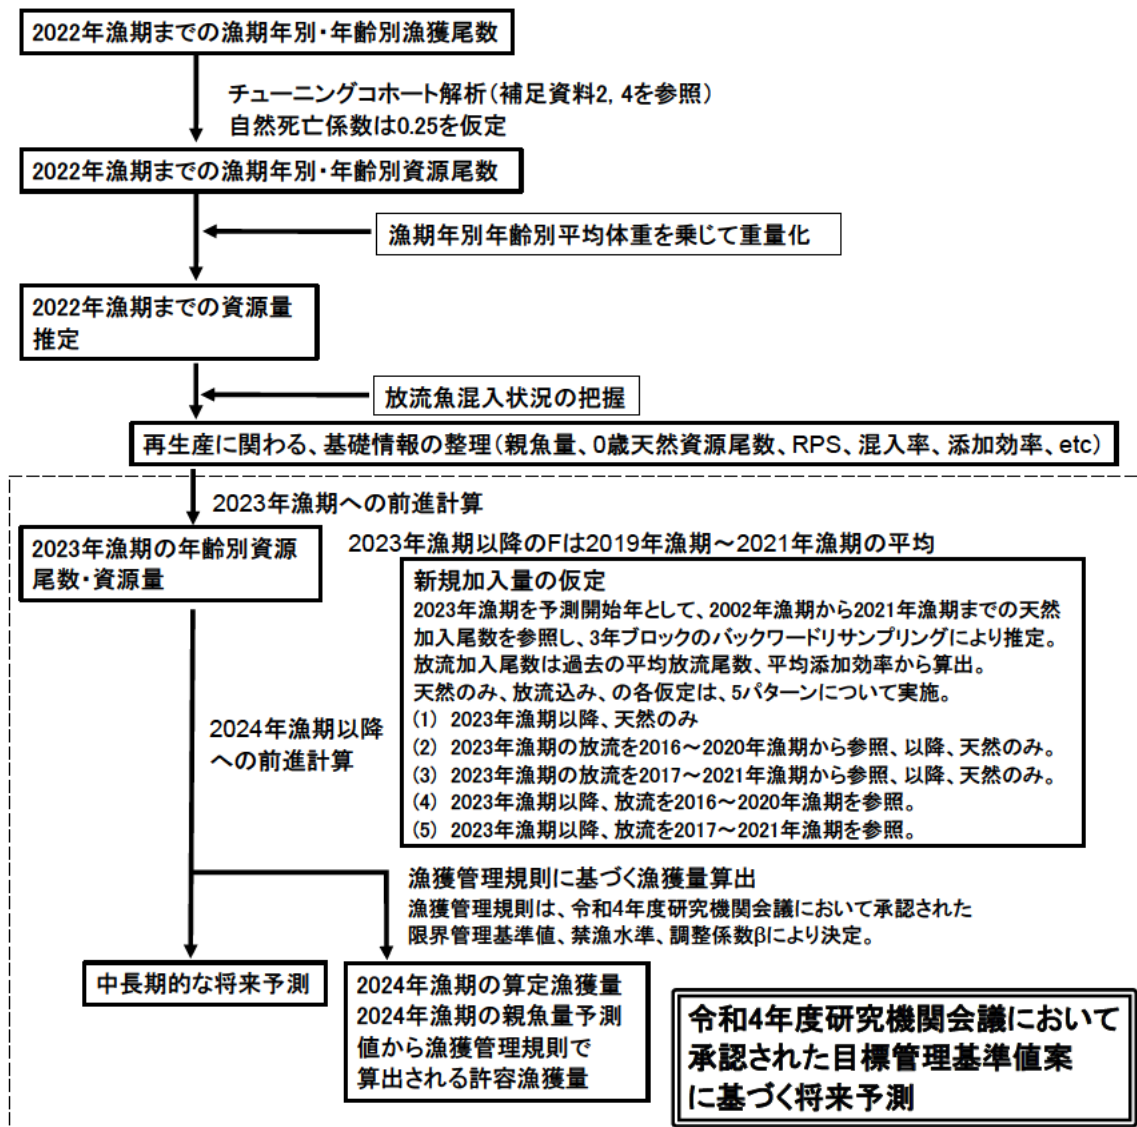 2022年漁期までの漁期年別・年齢別漁獲尾数
チューニングコホート解析(補足資料2, 4を参照)
自然死亡係数は0.25を仮定
2022年漁期までの漁期年別・年齢別資源尾数
漁期年別年齢別平均体重を乗じて重量化
2022年漁期までの資源量
推定
放流魚混入状況の把握
再生産に関わる、基礎情報の整理(親魚量、0歳天然資源尾数、RPS、混入率、添加効率、etc)
2023年漁期への前進計算
2023年漁期の年齢別資源
尾数・資源量
2023年漁期以降のFは2019年漁期～2021年漁期の平均
新規加入量の仮定
2023年漁期を予測開始年として、2002年漁期から2021年漁期までの天然
加入尾数を参照し、3年ブロックのバックワードリサンプリングにより推定。
放流加入尾数は過去の平均放流尾数、平均添加効率から算出。
天然のみ、放流込み、の各仮定は、5パターンについて実施。
(1) 2023年漁期以降、天然のみ
(2) 2023年漁期の放流を2016～2020年漁期から参照、以降、天然のみ。
(3) 2023年漁期の放流を2017～2021年漁期から参照、以降、天然のみ。
(4) 2023年漁期以降、放流を2016～2020年漁期を参照。
(5) 2023年漁期以降、放流を2017～2021年漁期を参照。
2024年漁期以降
への前進計算
漁獲管理規則に基づく漁獲量算出
漁獲管理規則は、令和4年度研究機関会議において承認された
限界管理基準値、禁漁水準、調整係数βにより決定。
中長期的な将来予測
2024年漁期の算定漁獲量
2024年漁期の親魚量予測
値から漁獲管理規則で
算出される許容漁獲量
令和4年度研究機関会議において
承認された目標管理基準値案
に基づく将来予測